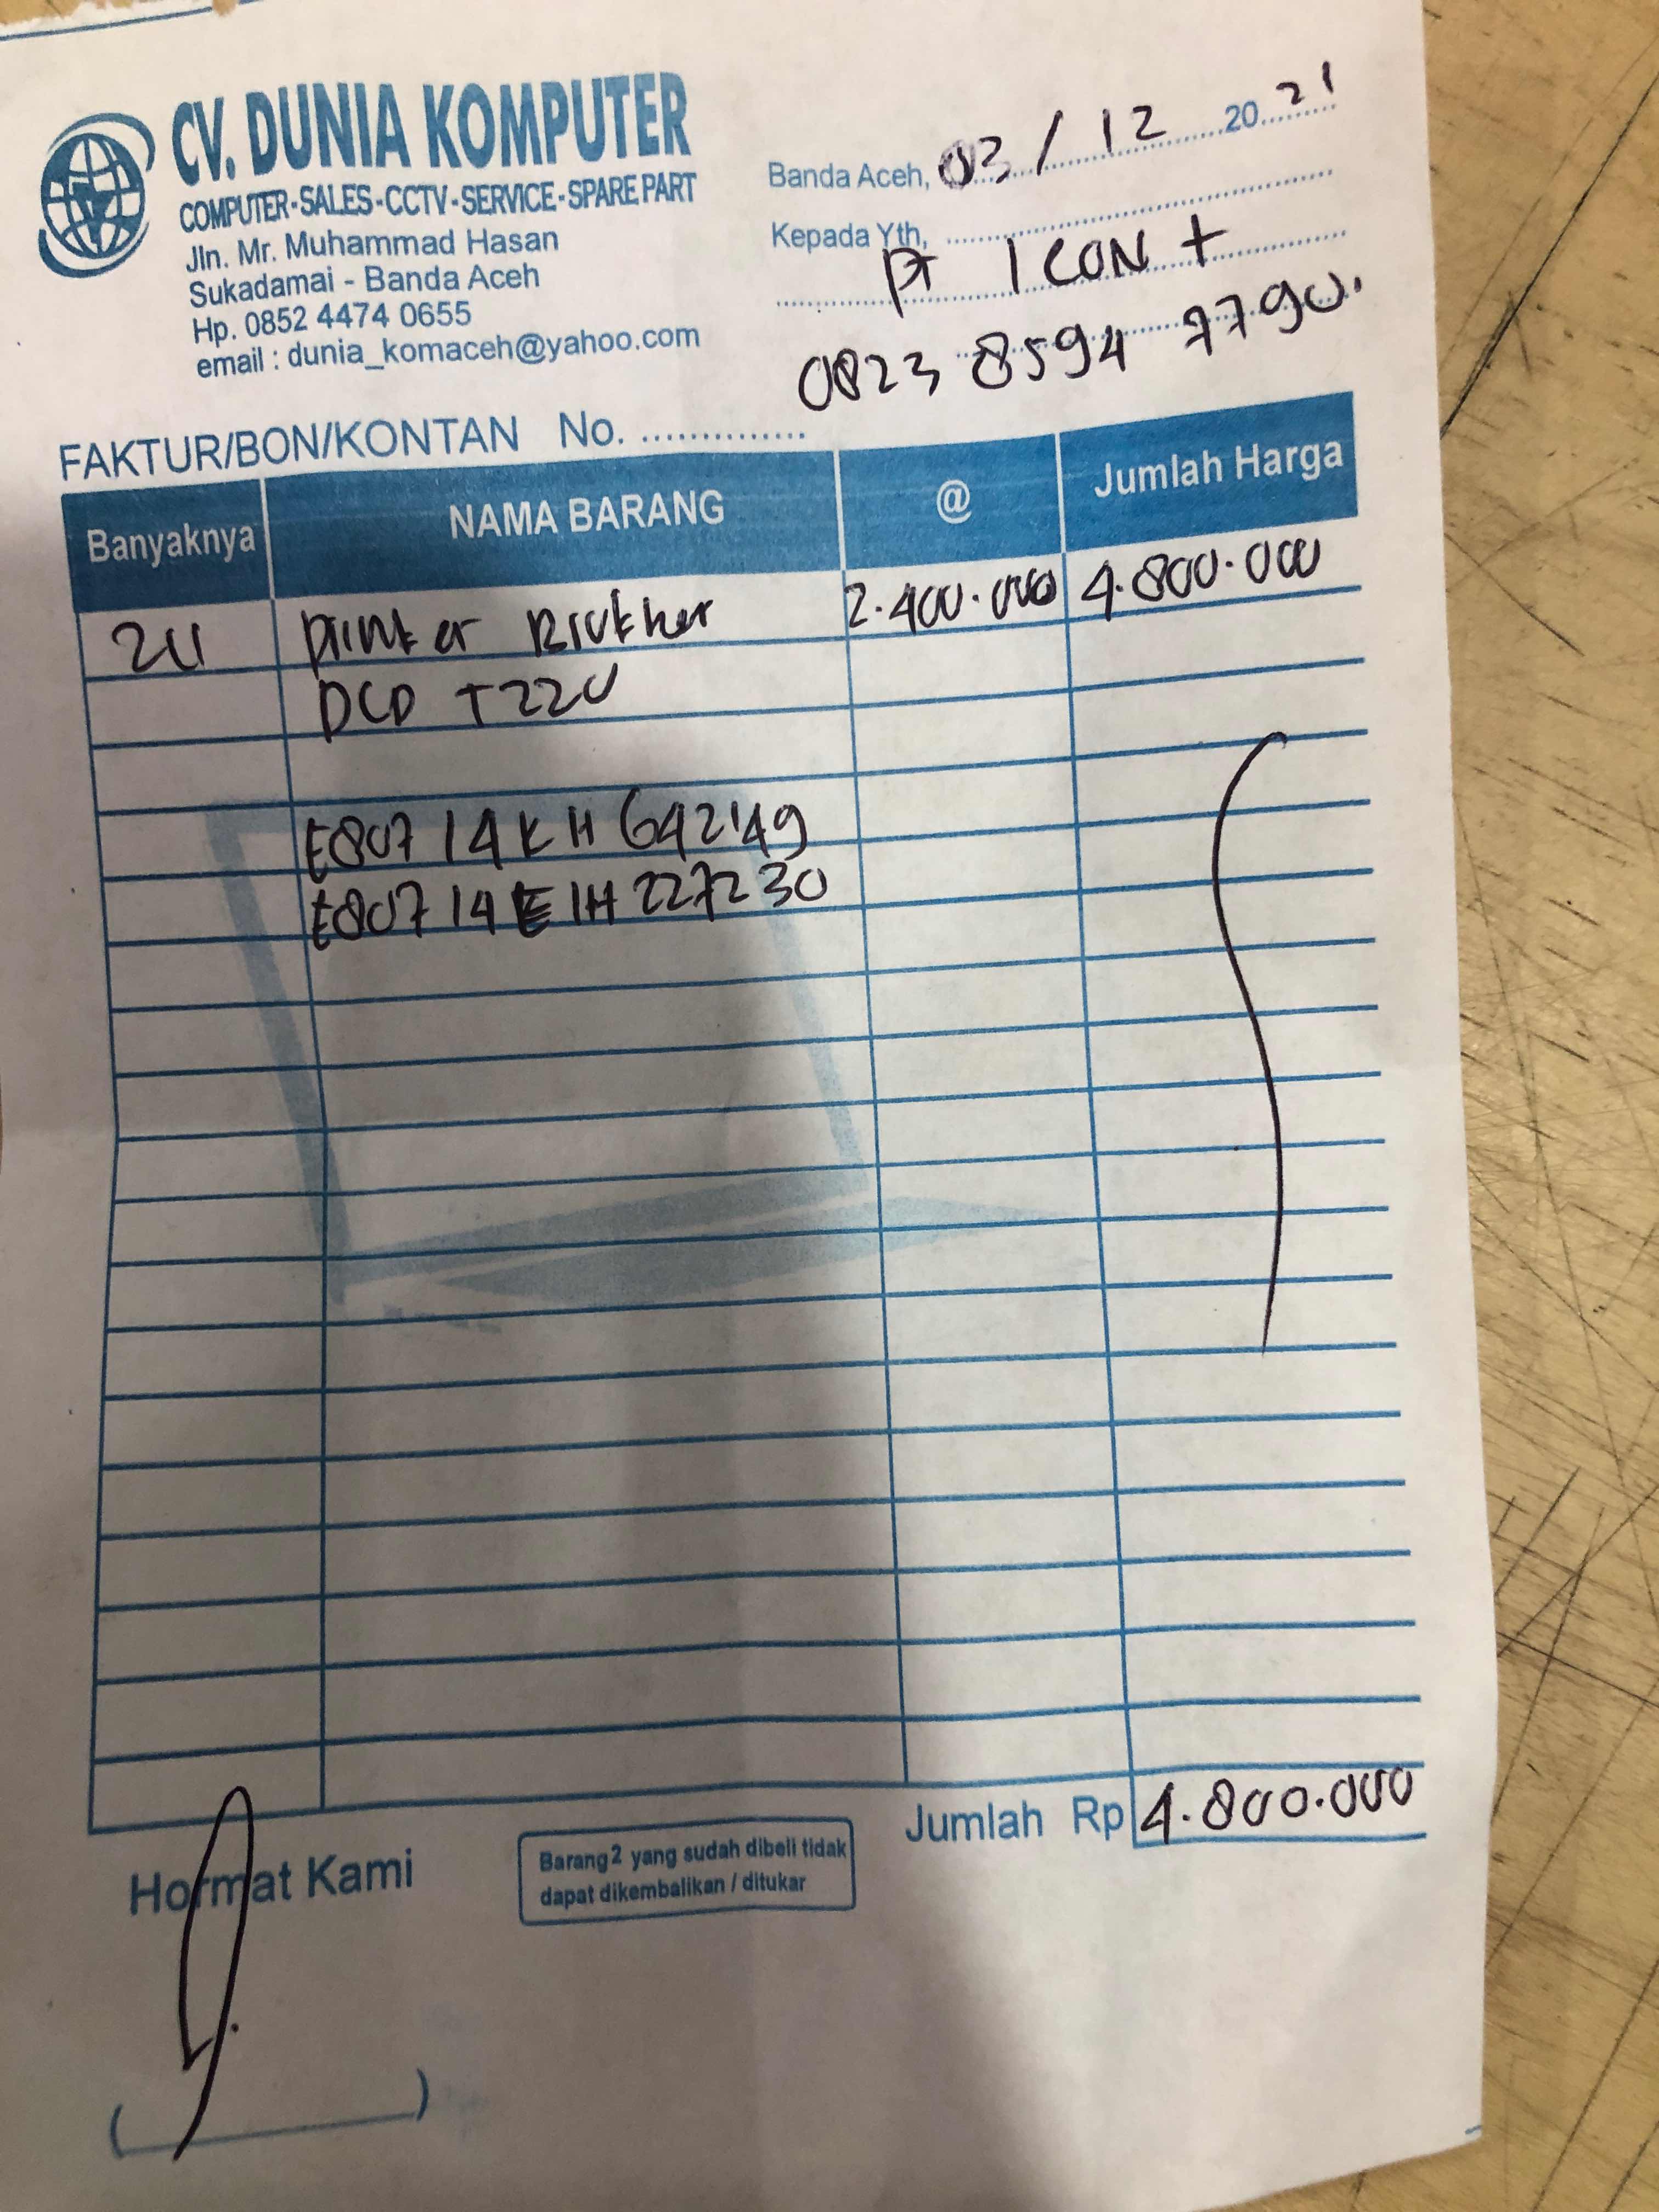 CV. DUNIA KOMPUTER
COMPUTER-SALES-CCTV-SERVICE-SPARE PART
Jln. Mr. Muhammad Hasan
Sukadamai - Banda Aceh
Hp. 0852 4474 0655
email : dunia_komaceh@yahoo.com
Banda Aceh, 03 / 12 20 21
Kepada Yth,
PT ICON +
0823 8594 7790.
FAKTUR/BON/KONTAN No. ..............
Banyaknya NAMA BARANG @ Jumlah Harga
2U Printer Brother 2.400.000 4.800.000
DCP T220
E80714KH642149
E80714E1H227230
Jumlah Rp 4.800.000
Hormat Kami
Barang2 yang sudah dibeli tidak
dapat dikembalikan / ditukar